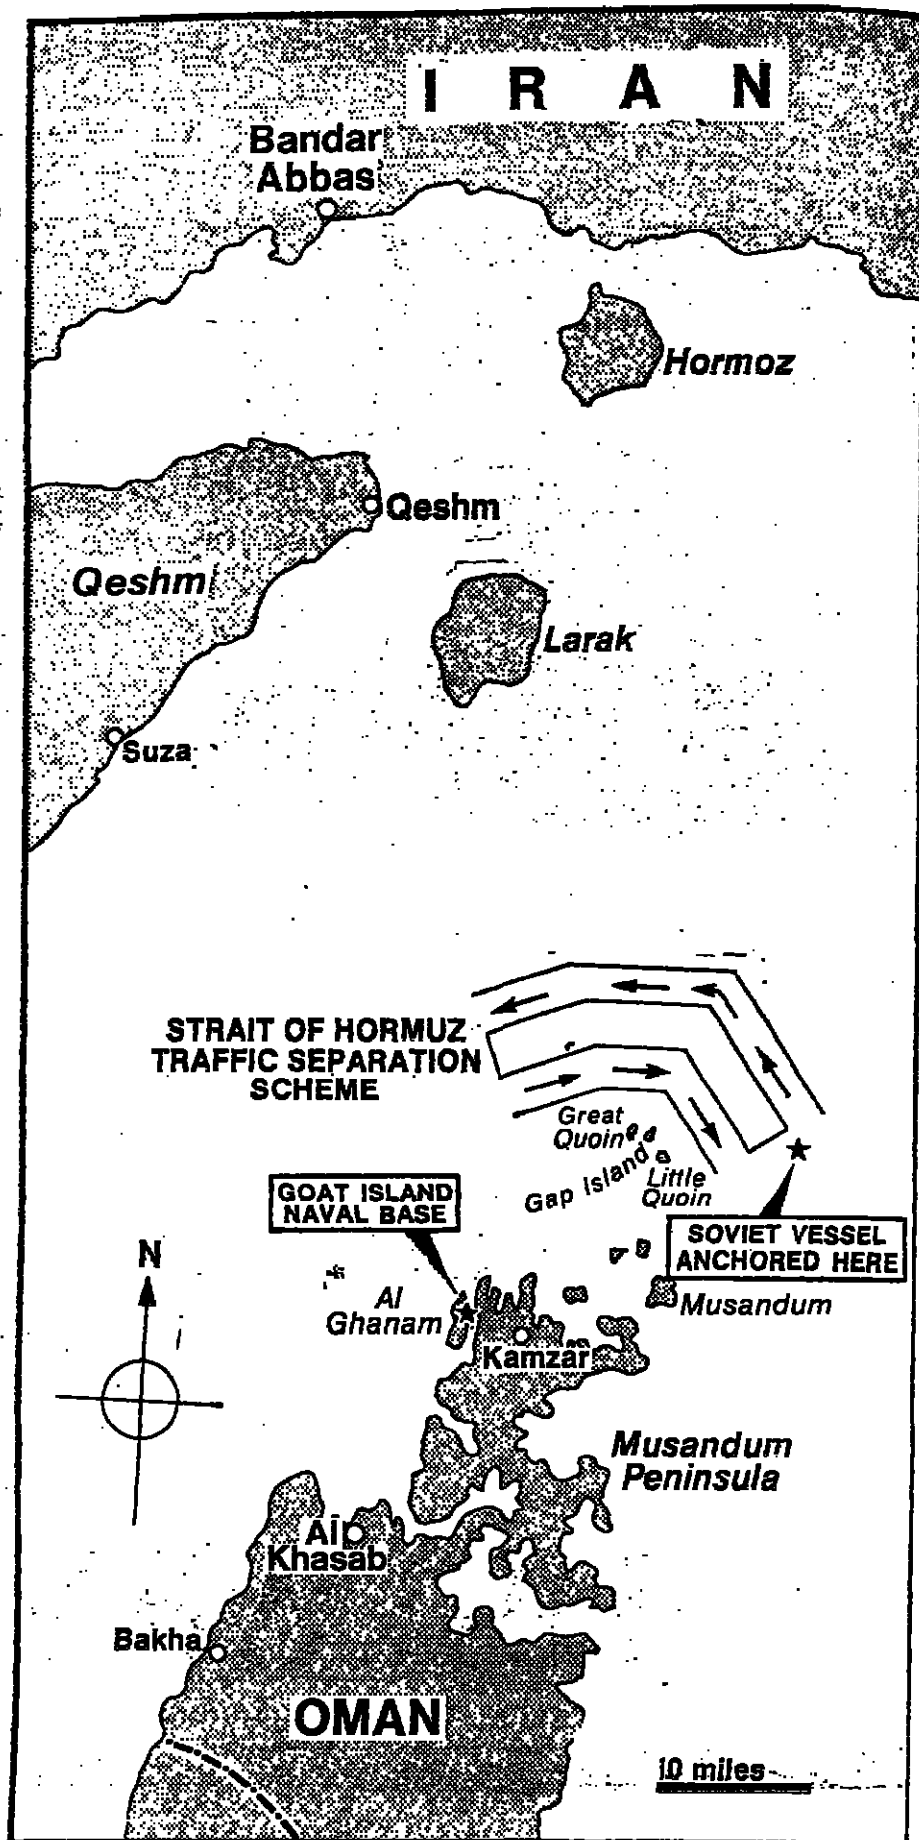 I R A N
Bandar
Abbas
Hormoz
Qeshm
Qeshm
Larak
Suza
STRAIT OF HORMUZ
TRAFFIC SEPARATION
SCHEME
Great
Quoin
Gap Island
Little
Quoin
GOAT ISLAND
NAVAL BASE
SOVIET VESSEL
ANCHORED HERE
N
Al
Ghanam
Musandum
Kamzar
Musandum
Peninsula
Al
Khasab
Bakha
OMAN
10 miles